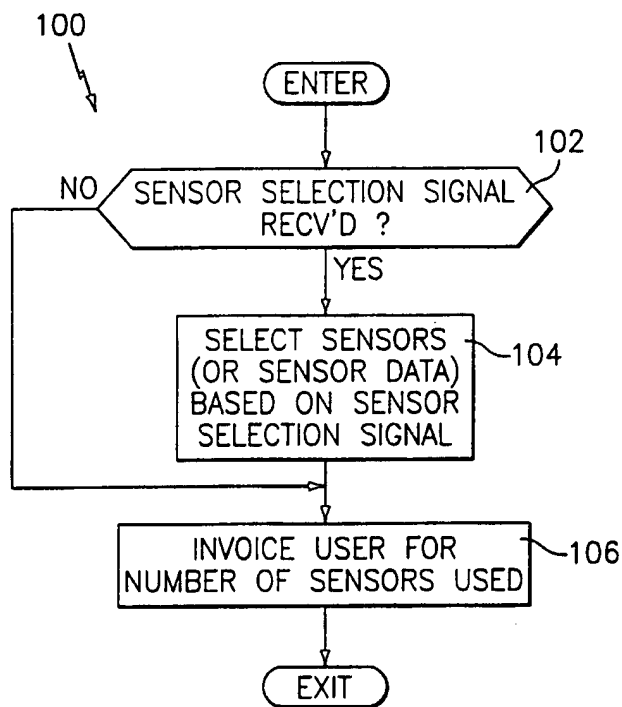 100
ENTER
102
NO
SENSOR SELECTION SIGNAL
RECV'D ?
YES
SELECT SENSORS
(OR SENSOR DATA)
BASED ON SENSOR
SELECTION SIGNAL
104
INVOICE USER FOR
NUMBER OF SENSORS USED
106
EXIT